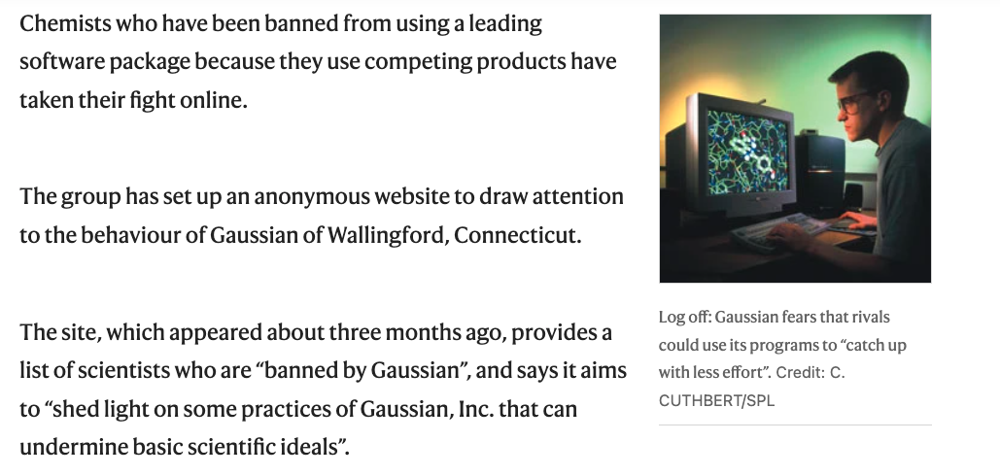 Chemists who have been banned from using a leading
software package because they use competing products have
taken their fight online.
The group has set up an anonymous website to draw attention
to the behaviour of Gaussian of Wallingford, Connecticut.
The site, which appeared about three months ago, provides a
list of scientists who are “banned by Gaussian”, and says it aims
to “shed light on some practices of Gaussian, Inc. that can
undermine basic scientific ideals”.
Log off: Gaussian fears that rivals
could use its programs to “catch up
with less effort”. Credit: C.
CUTHBERT/SPL